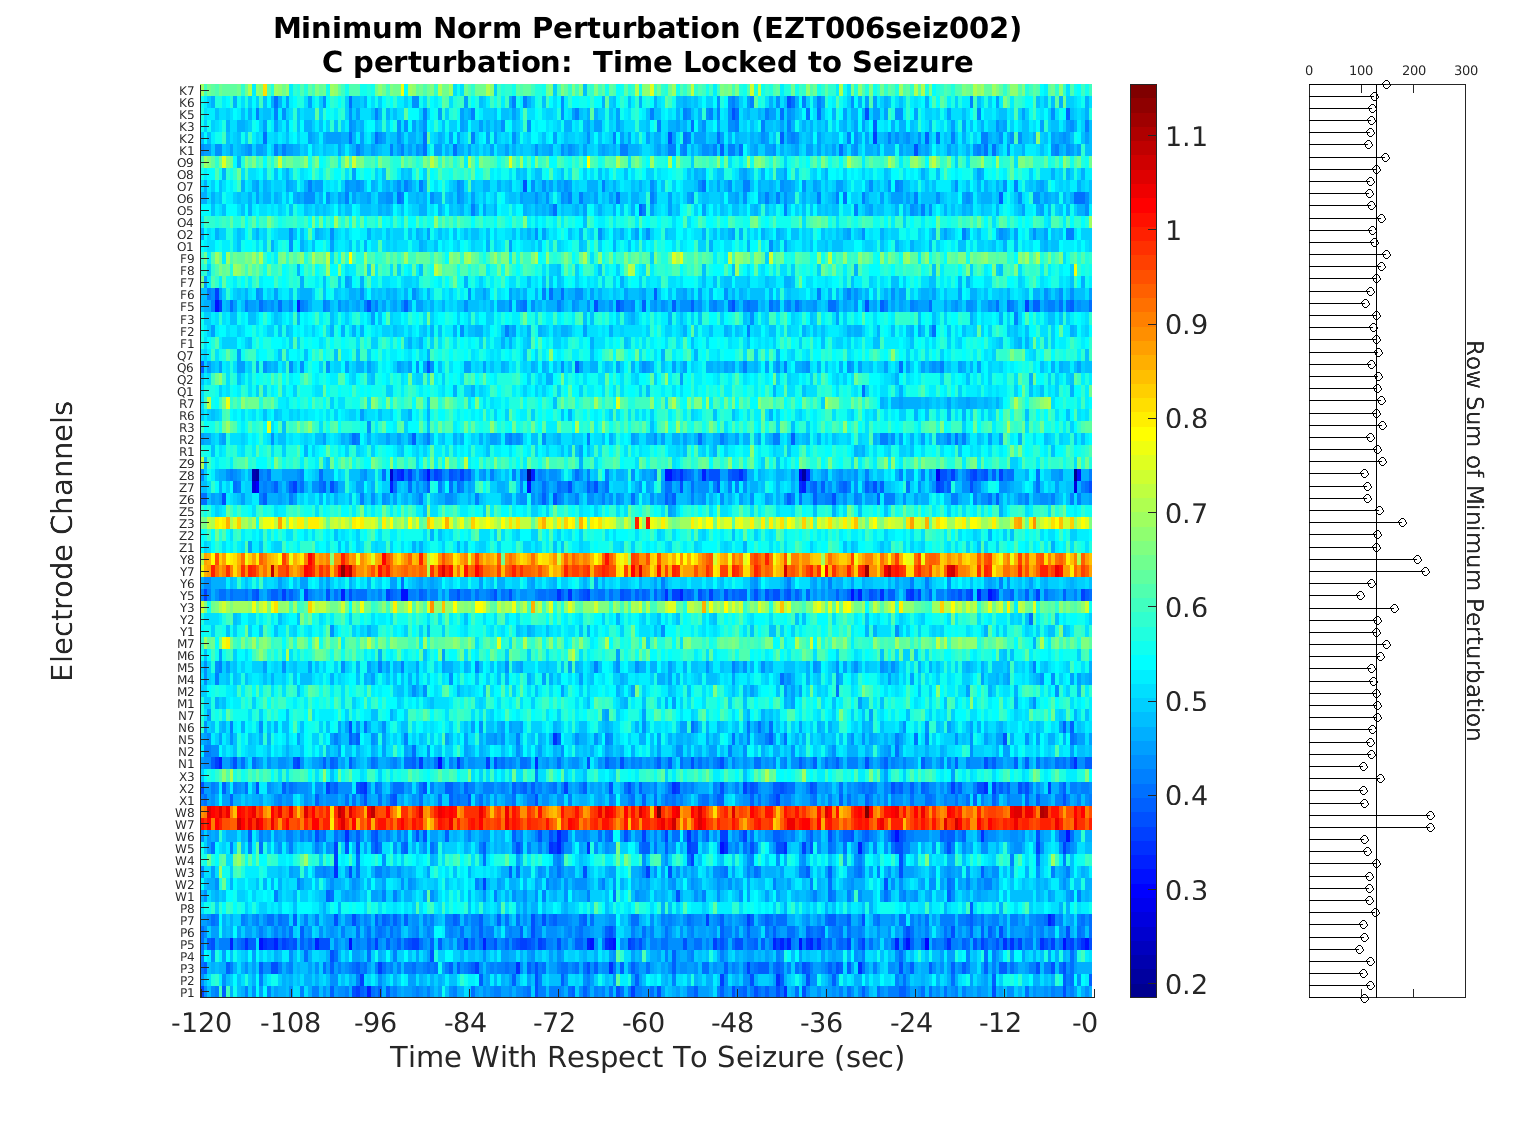 Minimum Norm Perturbation (EZT006seiz002)
C perturbation:  Time Locked to Seizure
Electrode Channels
K7
K6
K5
K3
K2
K1
O9
O8
O7
O6
O5
O4
O2
O1
F9
F8
F7
F6
F5
F3
F2
F1
Q7
Q6
Q2
Q1
R7
R6
R3
R2
R1
Z9
Z8
Z7
Z6
Z5
Z3
Z2
Z1
Y8
Y7
Y6
Y5
Y3
Y2
Y1
M7
M6
M5
M4
M2
M1
N7
N6
N5
N2
N1
X3
X2
X1
W8
W7
W6
W5
W4
W3
W2
W1
P8
P7
P6
P5
P4
P3
P2
P1
-120 -108 -96 -84 -72 -60 -48 -36 -24 -12 -0
Time With Respect To Seizure (sec)
1.1
1
0.9
0.8
0.7
0.6
0.5
0.4
0.3
0.2
0 100 200 300
Row Sum of Minimum Perturbation